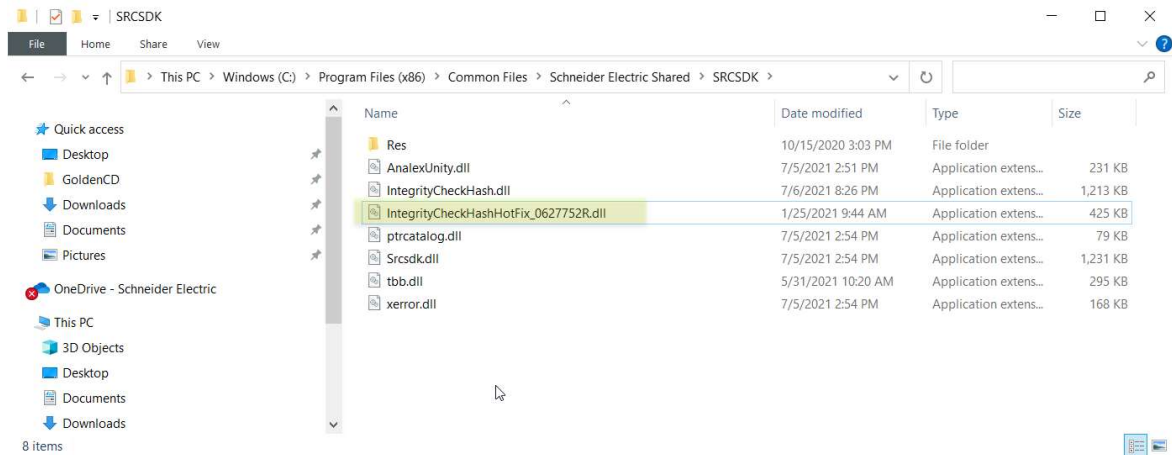 SRCSDK
File Home Share View
This PC > Windows (C:) > Program Files (x86) > Common Files > Schneider Electric Shared > SRCSDK >
Quick access
Desktop
GoldenCD
Downloads
Documents
Pictures
OneDrive - Schneider Electric
This PC
3D Objects
Desktop
Documents
Downloads
Name Date modified Type Size
Res 10/15/2020 3:03 PM File folder
AnalexUnity.dll 7/5/2021 2:51 PM Application extens... 231 KB
IntegrityCheckHash.dll 7/6/2021 8:26 PM Application extens... 1,213 KB
IntegrityCheckHashHotFix_0627752R.dll 1/25/2021 9:44 AM Application extens... 425 KB
ptrcatalog.dll 7/5/2021 2:54 PM Application extens... 79 KB
Srcsdk.dll 7/5/2021 2:54 PM Application extens... 1,231 KB
tbb.dll 5/31/2021 10:20 AM Application extens... 295 KB
xerror.dll 7/5/2021 2:54 PM Application extens... 168 KB
8 items